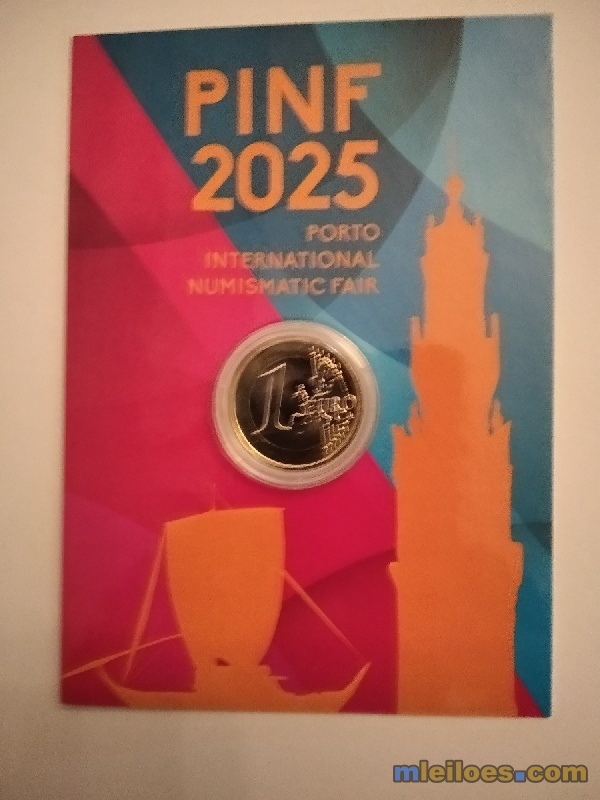 PINF
2025
PORTO
INTERNATIONAL
NUMISMATIC FAIR
1
EURO
mleiloes.com